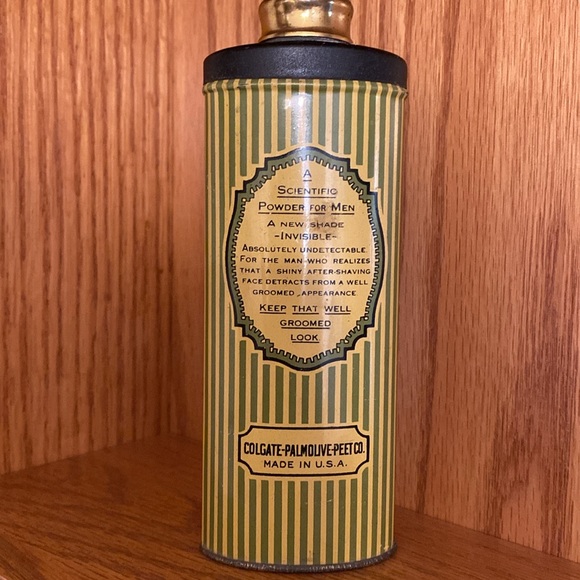 A
SCIENTIFIC
POWDER FOR MEN
A NEW SHADE
-INVISIBLE-
ABSOLUTELY UNDETECTABLE
FOR THE MAN-WHO REALIZES
THAT A SHINY AFTER-SHAVING
FACE DETRACTS FROM A WELL
GROOMED APPEARANCE
KEEP THAT WELL
GROOMED
LOOK
COLGATE-PALMOLIVE-PEET CO.
MADE IN U.S.A.